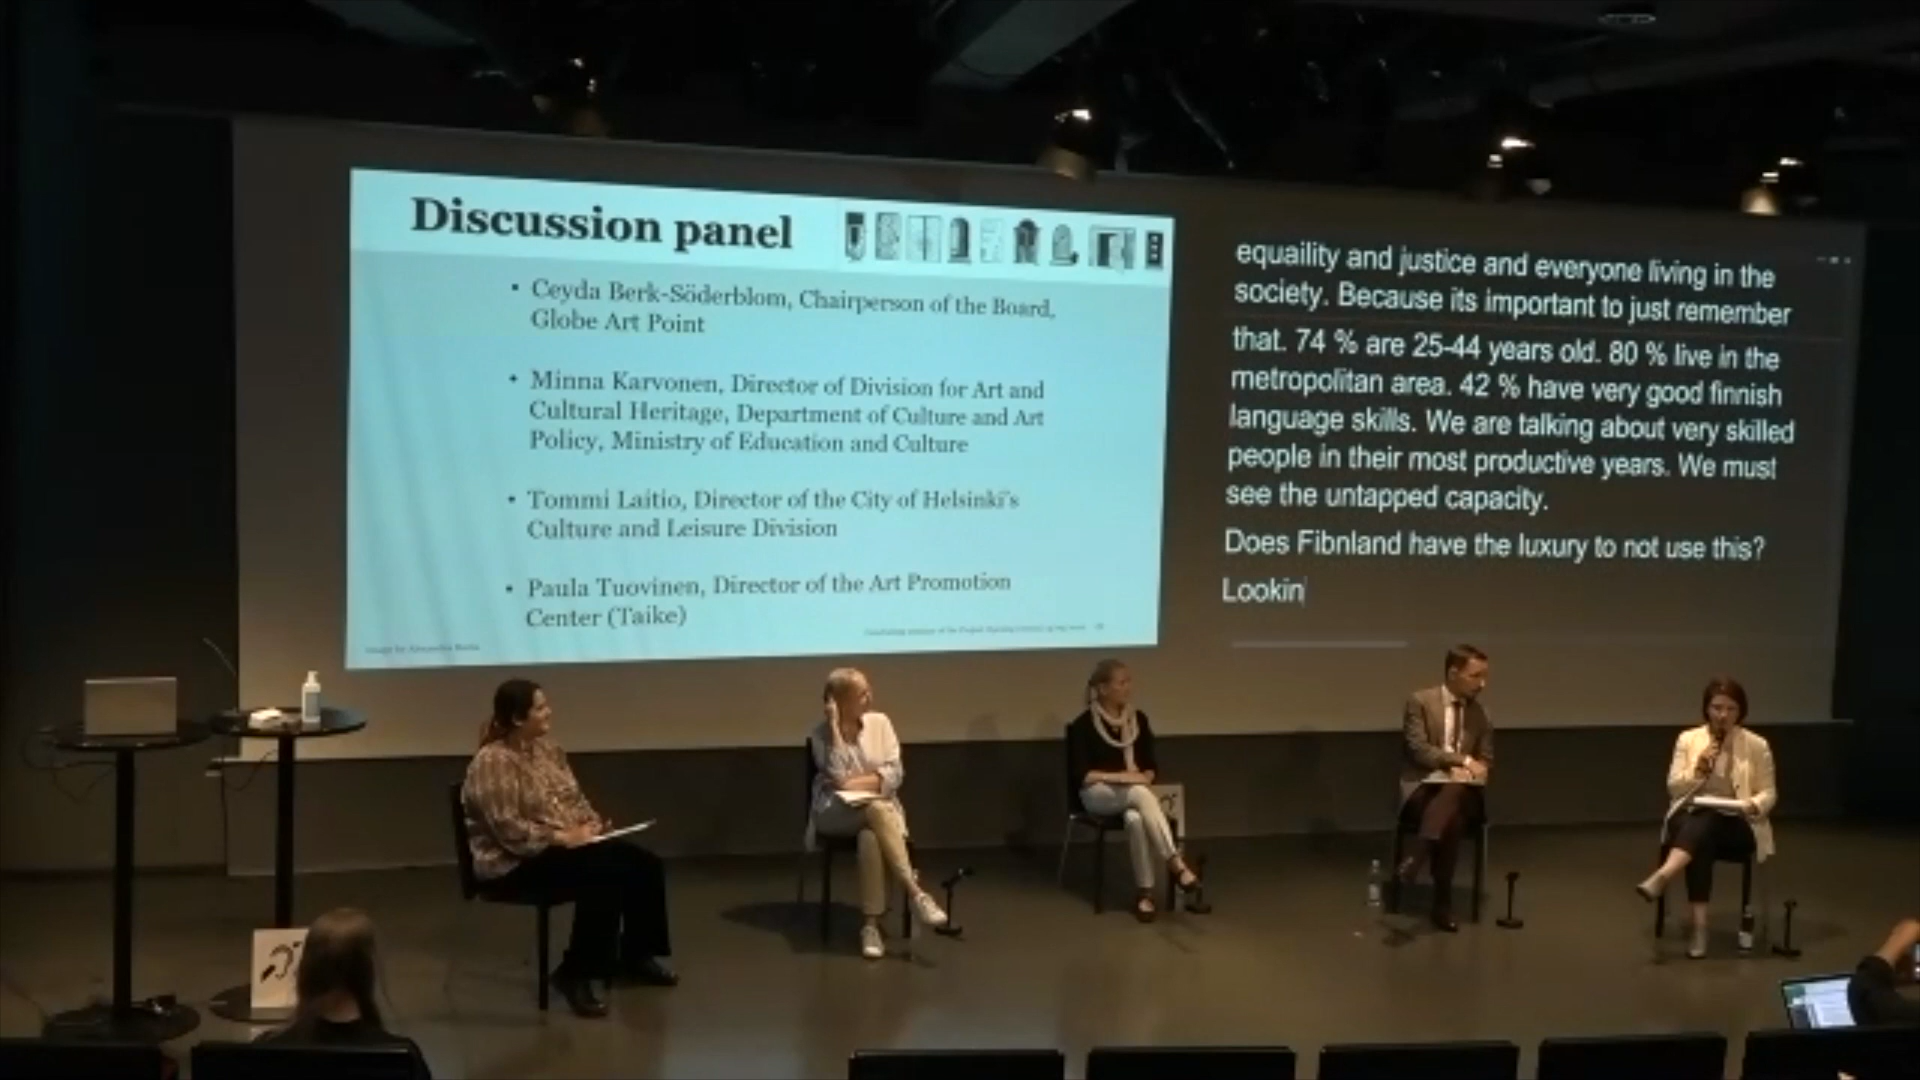 Discussion panel
• Ceyda Berk-Söderblom, Chairperson of the Board,
Globe Art Point
• Minna Karvonen, Director of Division for Art and
Cultural Heritage, Department of Culture and Art
Policy, Ministry of Education and Culture
• Tommi Laitio, Director of the City of Helsinki's
Culture and Leisure Division
• Paula Tuovinen, Director of the Art Promotion
Center (Taike)
equaility and justice and everyone living in the
society. Because its important to just remember
that. 74 % are 25-44 years old. 80 % live in the
metropolitan area. 42 % have very good finnish
language skills. We are talking about very skilled
people in their most productive years. We must
see the untapped capacity.
Does Fibnland have the luxury to not use this?
Lookin